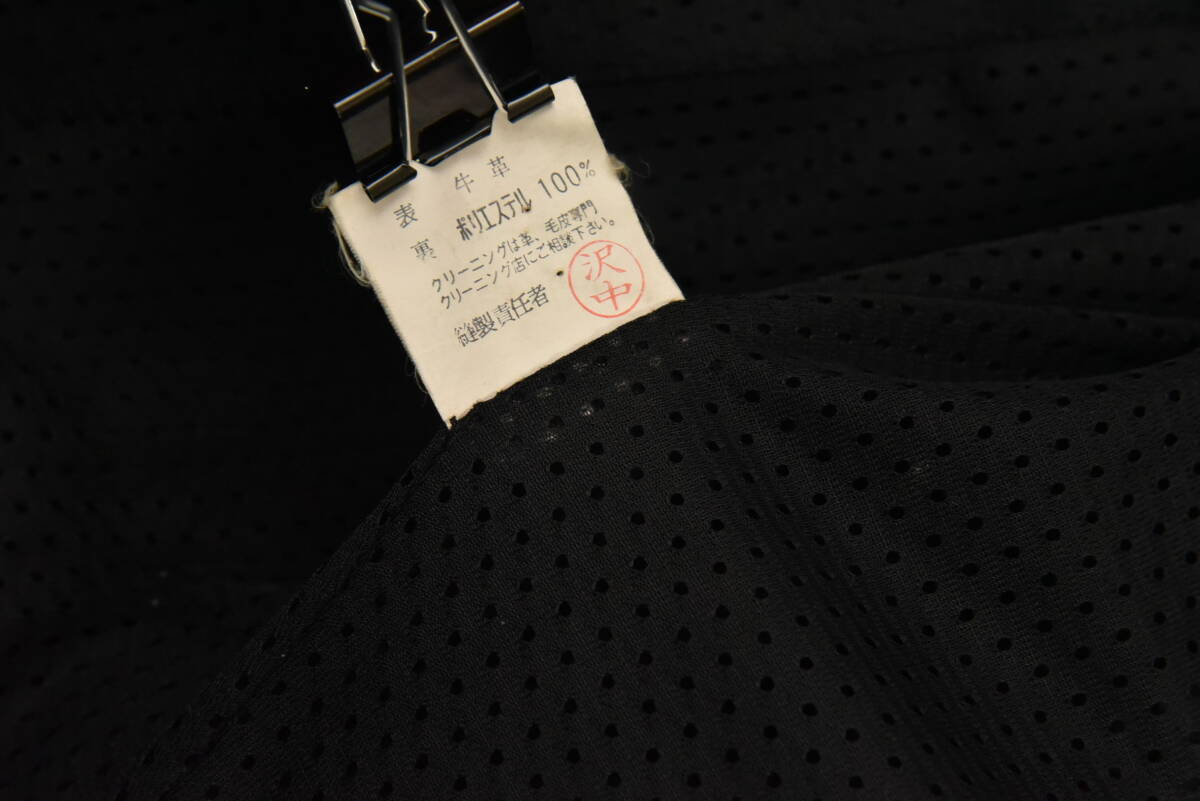 表 牛革
裏 ポリエステル 100%
クリーニングは革、毛皮専門
クリーニング店にご相談下さい。
縫製責任者
沢中